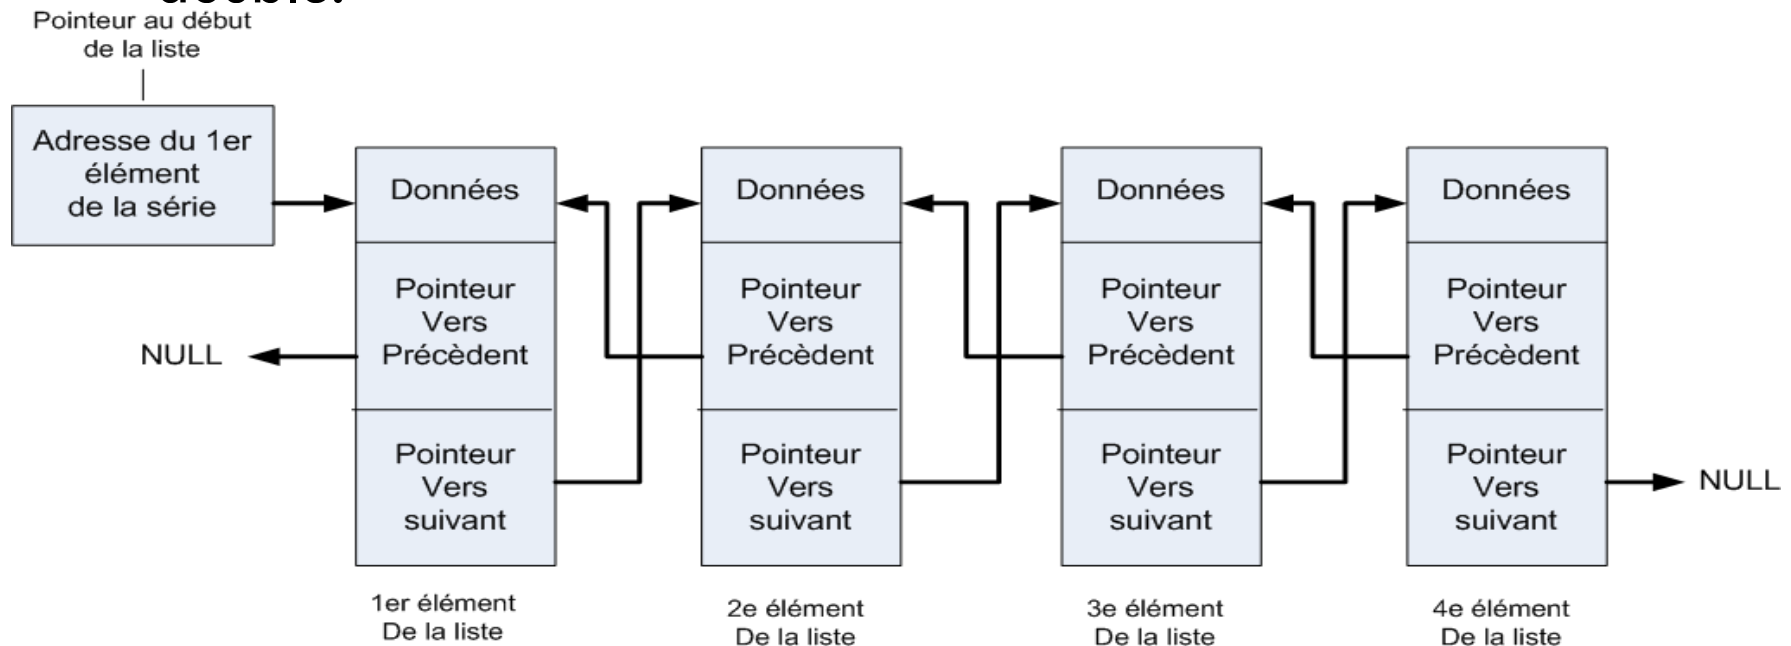 Pointeur au début
de la liste
Adresse du 1er
élément
de la série
Données
Pointeur
Vers
Précèdent
Pointeur
Vers
suivant
1er élément
De la liste
Données
Pointeur
Vers
Précèdent
Pointeur
Vers
suivant
2e élément
De la liste
Données
Pointeur
Vers
Précèdent
Pointeur
Vers
suivant
3e élément
De la liste
Données
Pointeur
Vers
Précèdent
Pointeur
Vers
suivant
4e élément
De la liste
NULL
NULL